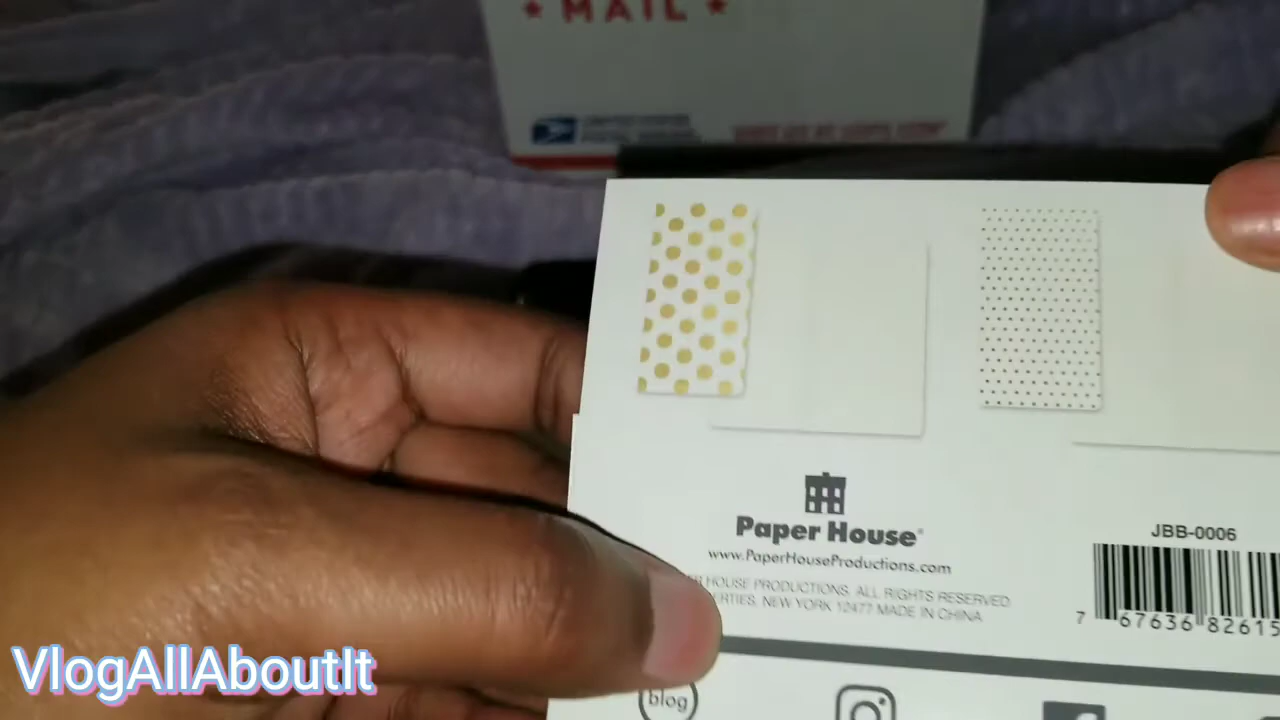 ★ MAIL ★
Paper House®
www.PaperHouseProductions.com
HOUSE PRODUCTIONS. ALL RIGHTS RESERVED
NEW YORK 12477 MADE IN CHINA
JBB-0006
7 67636 82615
blog
VlogAllAboutIt